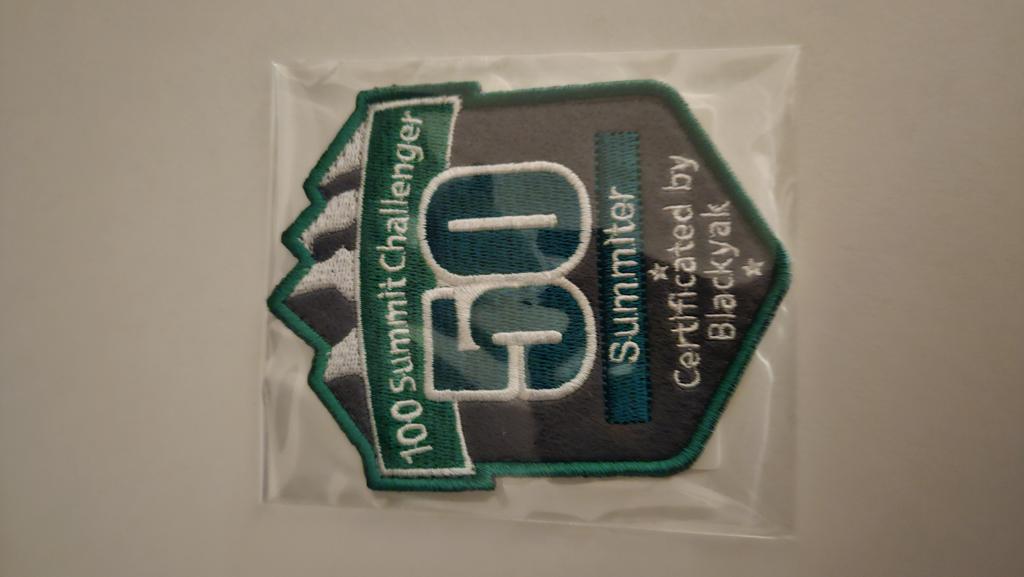 100 Summit Challenger
50
Summiter
Certificated by
Blackyak